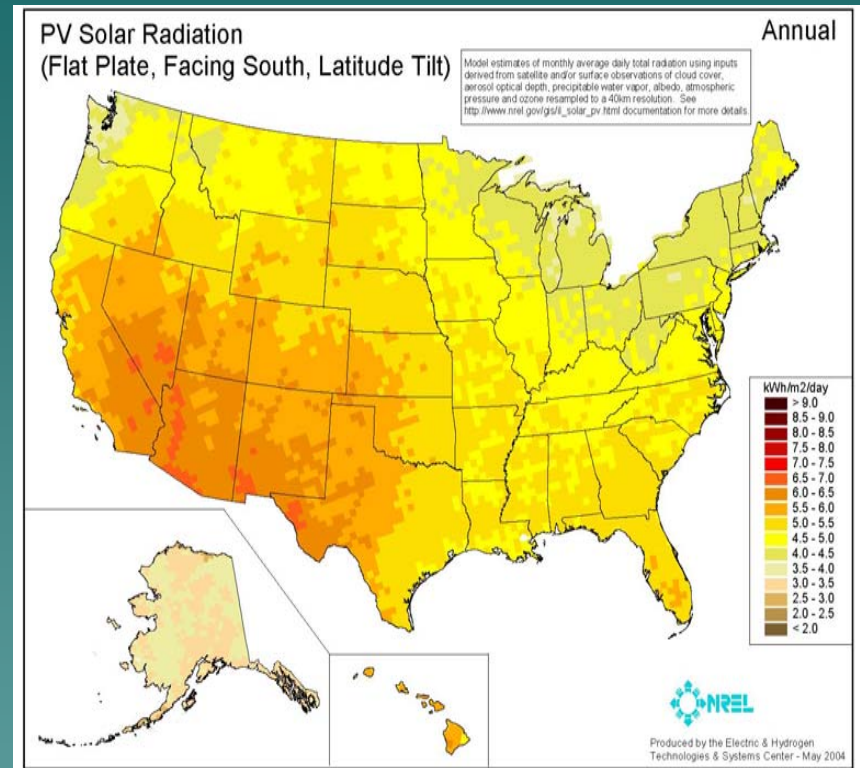 PV Solar Radiation
(Flat Plate, Facing South, Latitude Tilt)
Annual
Model estimates of monthly average daily total radiation using inputs
derived from satellite and/or surface observations of cloud cover,
aerosol optical depth, precipitable water vapor, albedo, atmospheric
pressure and ozone resampled to a 40km resolution. See
http://www.nrel.gov/gis/il_solar_pv.html documentation for more details.
kWh/m2/day
> 9.0
8.5 - 9.0
8.0 - 8.5
7.5 - 8.0
7.0 - 7.5
6.5 - 7.0
6.0 - 6.5
5.5 - 6.0
5.0 - 5.5
4.5 - 5.0
4.0 - 4.5
3.5 - 4.0
3.0 - 3.5
2.5 - 3.0
2.0 - 2.5
< 2.0
NREL
Produced by the Electric & Hydrogen
Technologies & Systems Center - May 2004